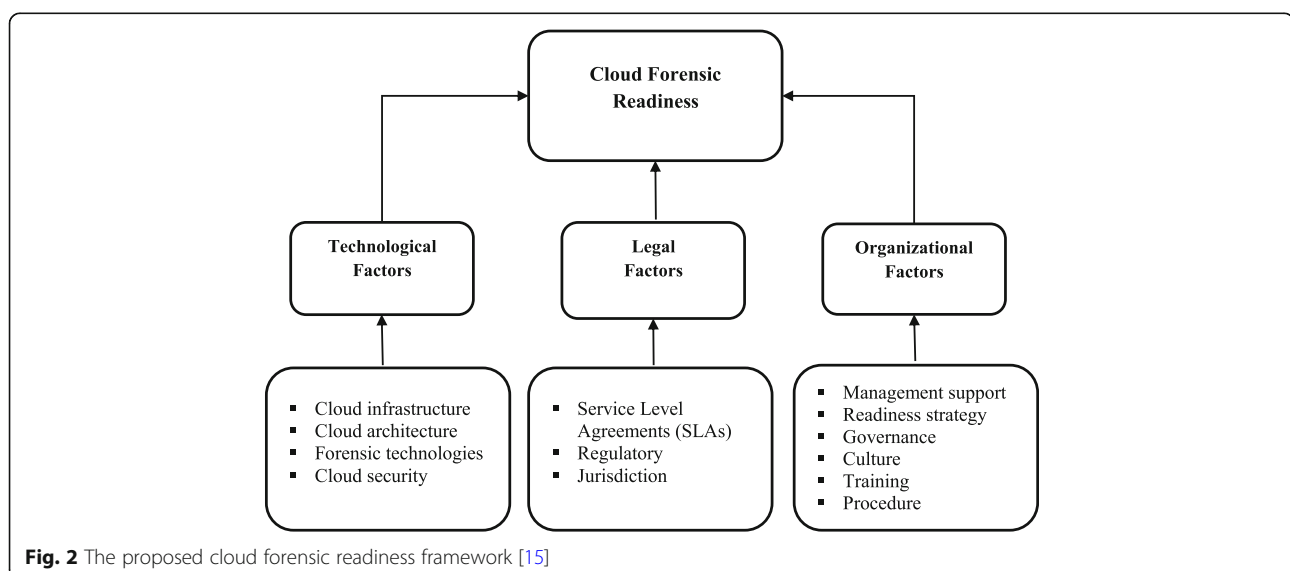 Cloud Forensic
Readiness
Technological
Factors
Legal
Factors
Organizational
Factors
▪ Cloud infrastructure
▪ Cloud architecture
▪ Forensic technologies
▪ Cloud security
▪ Service Level
Agreements (SLAs)
▪ Regulatory
▪ Jurisdiction
▪ Management support
▪ Readiness strategy
▪ Governance
▪ Culture
▪ Training
▪ Procedure
Fig. 2 The proposed cloud forensic readiness framework [15]